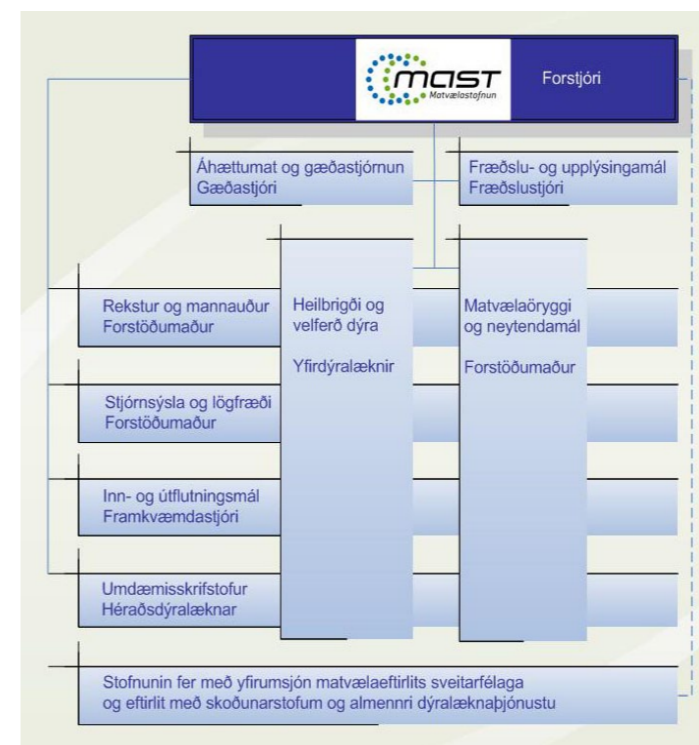 mast
Matvælastofnun
Forstjóri
Áhættumat og gæðastjórnun
Gæðastjóri
Fræðslu- og upplýsingamál
Fræðslustjóri
Rekstur og mannauður
Forstöðumaður
Heilbrigði og
velferð dýra
Yfirdýralæknir
Matvælaöryggi
og neytendamál
Forstöðumaður
Stjórnsýsla og lögfræði
Forstöðumaður
Inn- og útflutningsmál
Framkvæmdastjóri
Umdæmisskrifstofur
Héraðsdýralæknar
Stofnunin fer með yfirumsjón matvælaeftirlits sveitarfélaga
og eftirlit með skoðunarstofum og almennri dýralæknaþjónustu